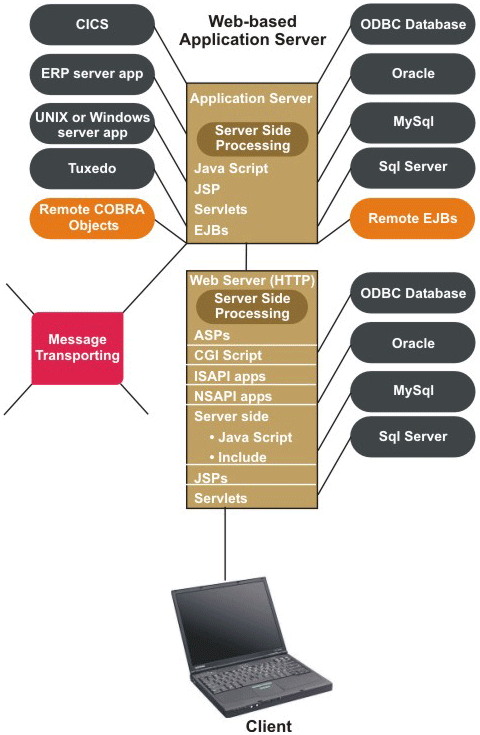 Web-based
Application Server
CICS
ERP server app
UNIX or Windows
server app
Tuxedo
Remote COBRA
Objects
Application Server
Server Side
Processing
Java Script
JSP
Servlets
EJBs
ODBC Database
Oracle
MySql
Sql Server
Remote EJBs
Message
Transporting
Web Server (HTTP)
Server Side
Processing
ASPs
CGI Script
ISAPI apps
NSAPI apps
Server side
• Java Script
• Include
JSPs
Servlets
ODBC Database
Oracle
MySql
Sql Server
Client